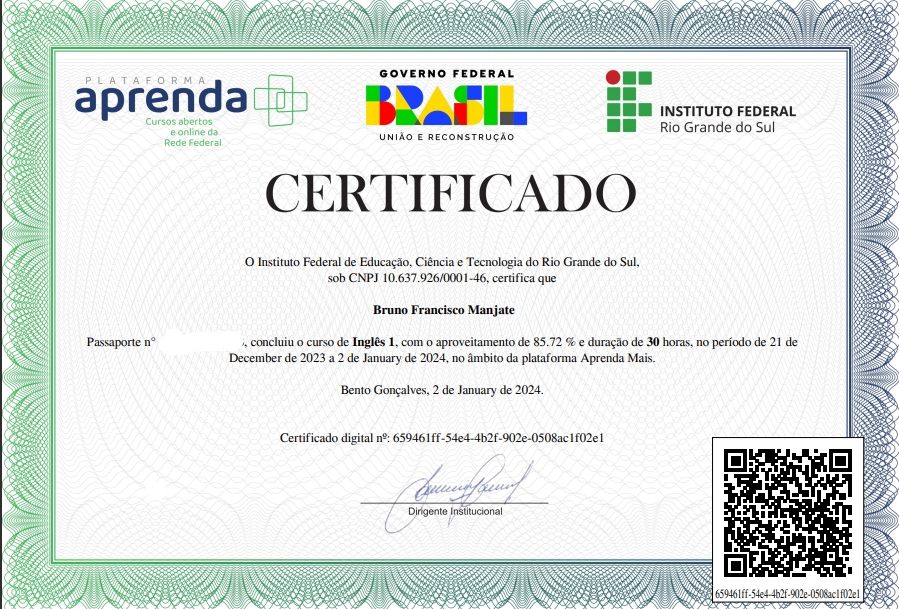 PLATAFORMA
aprenda
Cursos abertos
e online da
Rede Federal
GOVERNO FEDERAL
BRASIL
UNIÃO E RECONSTRUÇÃO
INSTITUTO FEDERAL
Rio Grande do Sul
CERTIFICADO
O Instituto Federal de Educação, Ciência e Tecnologia do Rio Grande do Sul,
sob CNPJ 10.637.926/0001-46, certifica que
Bruno Francisco Manjate
Passaporte nº , concluiu o curso de Inglês 1, com o aproveitamento de 85.72 % e duração de 30 horas, no período de 21 de
December de 2023 a 2 de January de 2024, no âmbito da plataforma Aprenda Mais.
Bento Gonçalves, 2 de January de 2024.
Certificado digital nº: 659461ff-54e4-4b2f-902e-0508ac1f02e1
Dirigente Institucional
659461ff-54e4-4b2f-902e-0508ac1f02e1